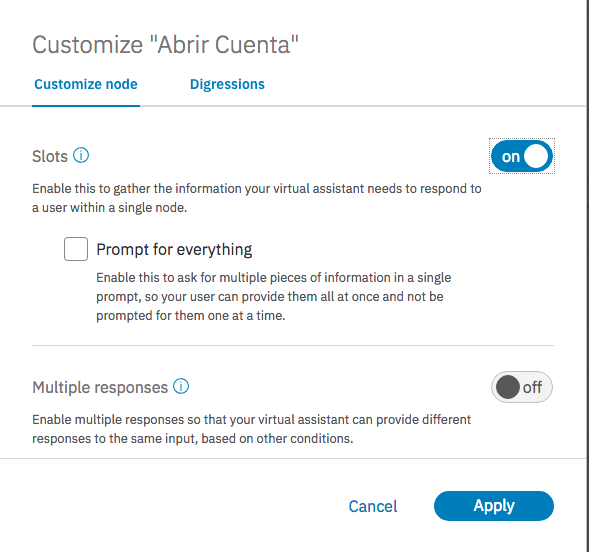 Customize "Abrir Cuenta"
Customize node Digressions
Slots
on
Enable this to gather the information your virtual assistant needs to respond to
a user within a single node.
Prompt for everything
Enable this to ask for multiple pieces of information in a single
prompt, so your user can provide them all at once and not be
prompted for them one at a time.
Multiple responses
off
Enable multiple responses so that your virtual assistant can provide different
responses to the same input, based on other conditions.
Cancel Apply